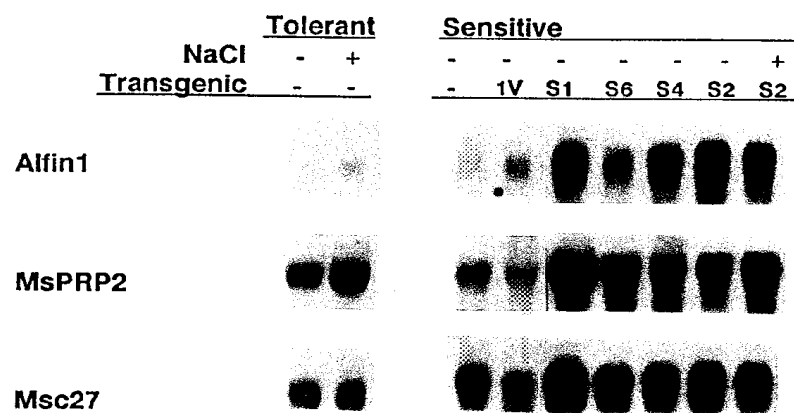 Tolerant Sensitive
NaCl - + - - - - - - +
Transgenic - - - 1V S1 S6 S4 S2 S2
Alfin1
MsPRP2
Msc27